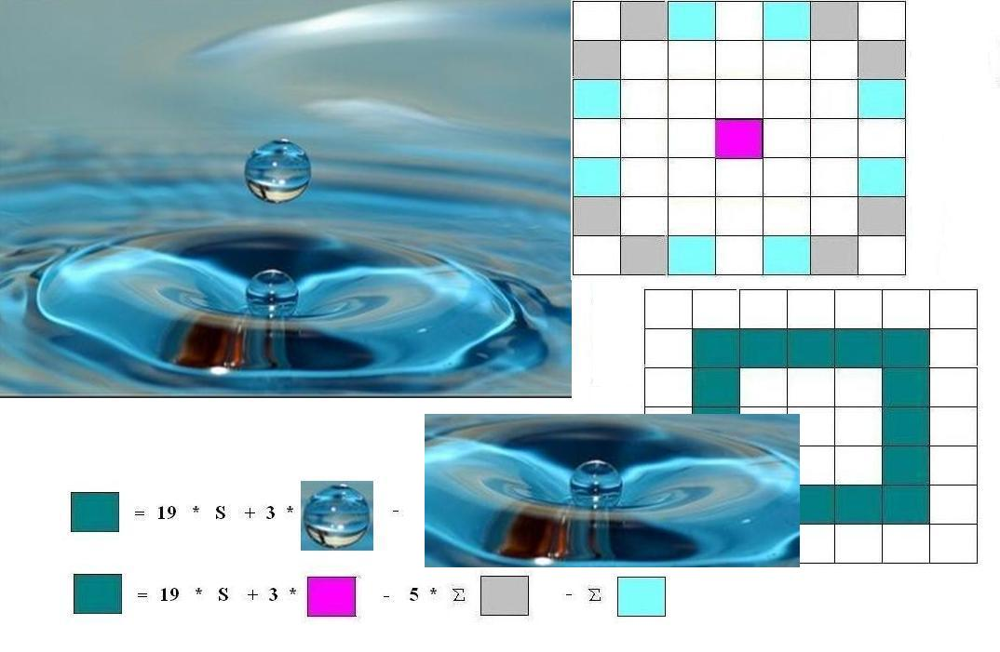 = 19 * S + 3 * -
= 19 * S + 3 * - 5 * Σ - Σ